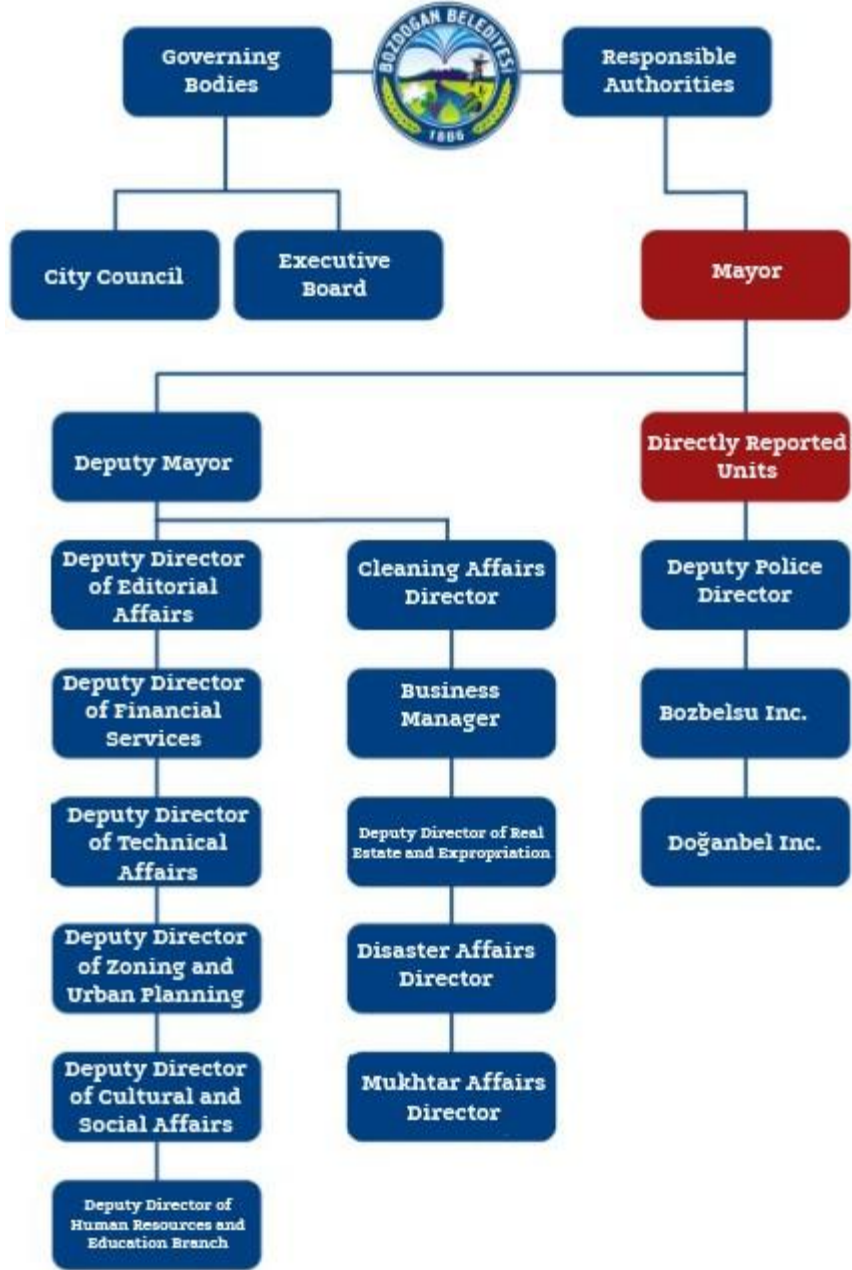 Governing
Bodies
BOZDOĞAN BELEDİYESİ
1886
Responsible
Authorities
City Council
Executive
Board
Mayor
Deputy Mayor
Directly Reported
Units
Deputy Director
of Editorial
Affairs
Cleaning Affairs
Director
Deputy Police
Director
Deputy Director
of Financial
Services
Business
Manager
Bozbelsu Inc.
Deputy Director
of Technical
Affairs
Deputy Director of Real
Estate and Expropriation
Doğanbel Inc.
Deputy Director
of Zoning and
Urban Planning
Disaster Affairs
Director
Deputy Director
of Cultural and
Social Affairs
Mukhtar Affairs
Director
Deputy Director of
Human Resources and
Education Branch